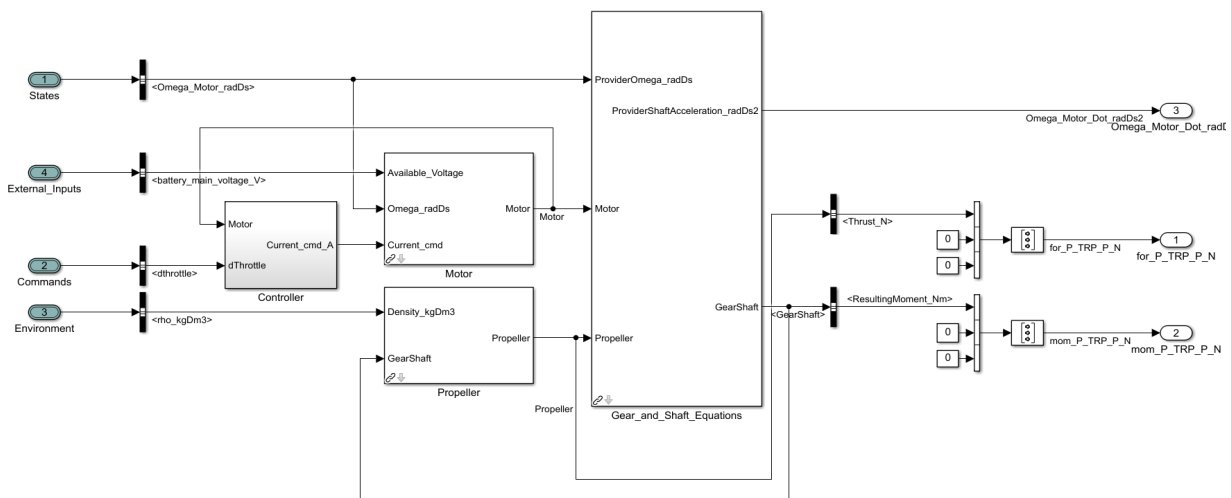 1
States
<Omega_Motor_radDs>
ProviderOmega_radDs
ProviderShaftAcceleration_radDs2
Omega_Motor_Dot_radDs2
3
Omega_Motor_Dot_radD
4
External_Inputs
<battery_main_voltage_V>
Available_Voltage
Omega_radDs
Current_cmd
Motor
Motor
Motor
Motor
Motor
Current_cmd_A
dThrottle
Controller
2
Commands
<dthrottle>
3
Environment
<rho_kgDm3>
Density_kgDm3
GearShaft
Propeller
Propeller
Propeller
Propeller
GearShaft
<GearShaft>
Gear_and_Shaft_Equations
<Thrust_N>
0
0
for_P_TRP_P_N
1
for_P_TRP_P_N
<ResultingMoment_Nm>
0
0
mom_P_TRP_P_N
2
mom_P_TRP_P_N